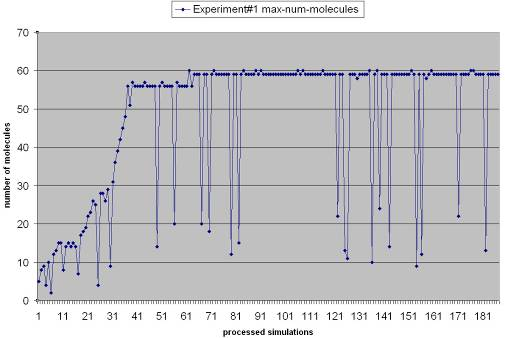 Experiment#1 max-num-molecules
70
60
50
40
30
20
10
0
number of molecules
1 11 21 31 41 51 61 71 81 91 101 111 121 131 141 151 161 171 181
processed simulations